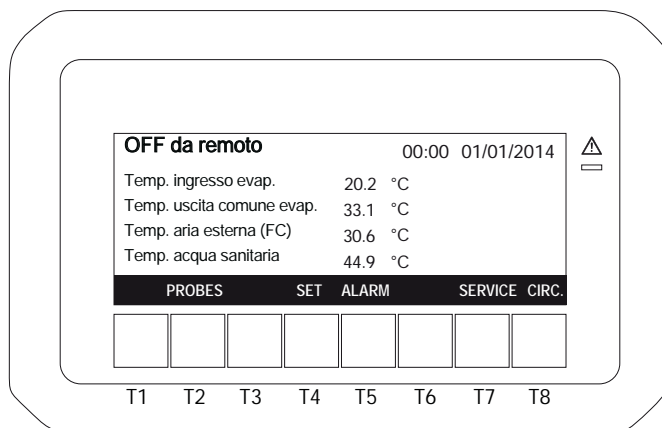 OFF da remoto 00:00 01/01/2014
Temp. ingresso evap. 20.2 °C
Temp. uscita comune evap. 33.1 °C
Temp. aria esterna (FC) 30.6 °C
Temp. acqua sanitaria 44.9 °C
PROBES SET ALARM SERVICE CIRC.
T1 T2 T3 T4 T5 T6 T7 T8